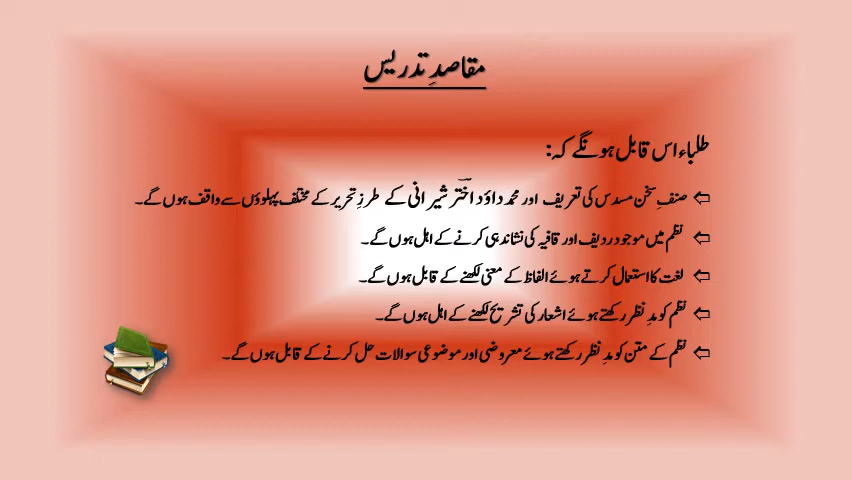 مقاصدِ تدریس
طلباء اس قابل ہونگے کہ:
صنفِ سخن مسدس کی تعریف اور محمد داؤد اخترؔ شیرانی کے طرزِ تحریر کے مختلف پہلوؤں سے واقف ہوں گے۔
نظم میں موجود ردیف اور قافیہ کی نشاندہی کرنے کے اہل ہوں گے۔
لغت کا استعمال کرتے ہوئے الفاظ کے معنی لکھنے کے قابل ہوں گے۔
نظم کو مدِ نظر رکھتے ہوئے اشعار کی تشریح لکھنے کے اہل ہوں گے۔
نظم کے متن کو مدِ نظر رکھتے ہوئے معروضی اور موضوعی سوالات حل کرنے کے قابل ہوں گے۔